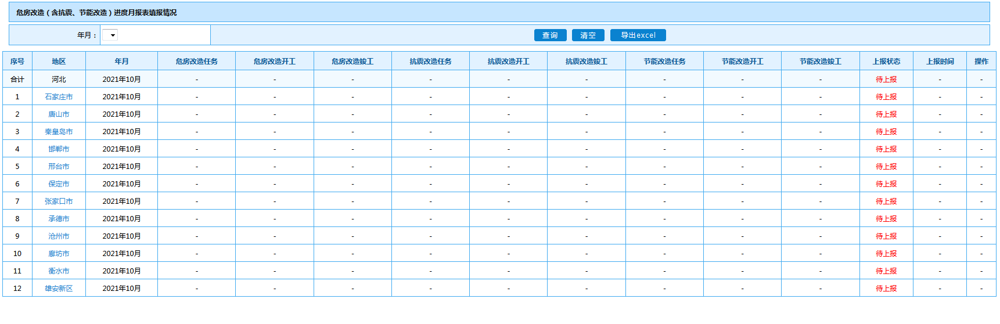 危房改造（含抗震、节能改造）进度月报表填报情况
年月： 查询 清空 导出excel
序号 地区 年月 危房改造任务 危房改造开工 危房改造竣工 抗震改造任务 抗震改造开工 抗震改造竣工 节能改造任务 节能改造开工 节能改造竣工 上报状态 上报时间 操作
合计 河北 2021年10月 - - - - - - - - - 待上报 - -
1 石家庄市 2021年10月 - - - - - - - - - 待上报 - -
2 唐山市 2021年10月 - - - - - - - - - 待上报 - -
3 秦皇岛市 2021年10月 - - - - - - - - - 待上报 - -
4 邯郸市 2021年10月 - - - - - - - - - 待上报 - -
5 邢台市 2021年10月 - - - - - - - - - 待上报 - -
6 保定市 2021年10月 - - - - - - - - - 待上报 - -
7 张家口市 2021年10月 - - - - - - - - - 待上报 - -
8 承德市 2021年10月 - - - - - - - - - 待上报 - -
9 沧州市 2021年10月 - - - - - - - - - 待上报 - -
10 廊坊市 2021年10月 - - - - - - - - - 待上报 - -
11 衡水市 2021年10月 - - - - - - - - - 待上报 - -
12 雄安新区 2021年10月 - - - - - - - - - 待上报 - -